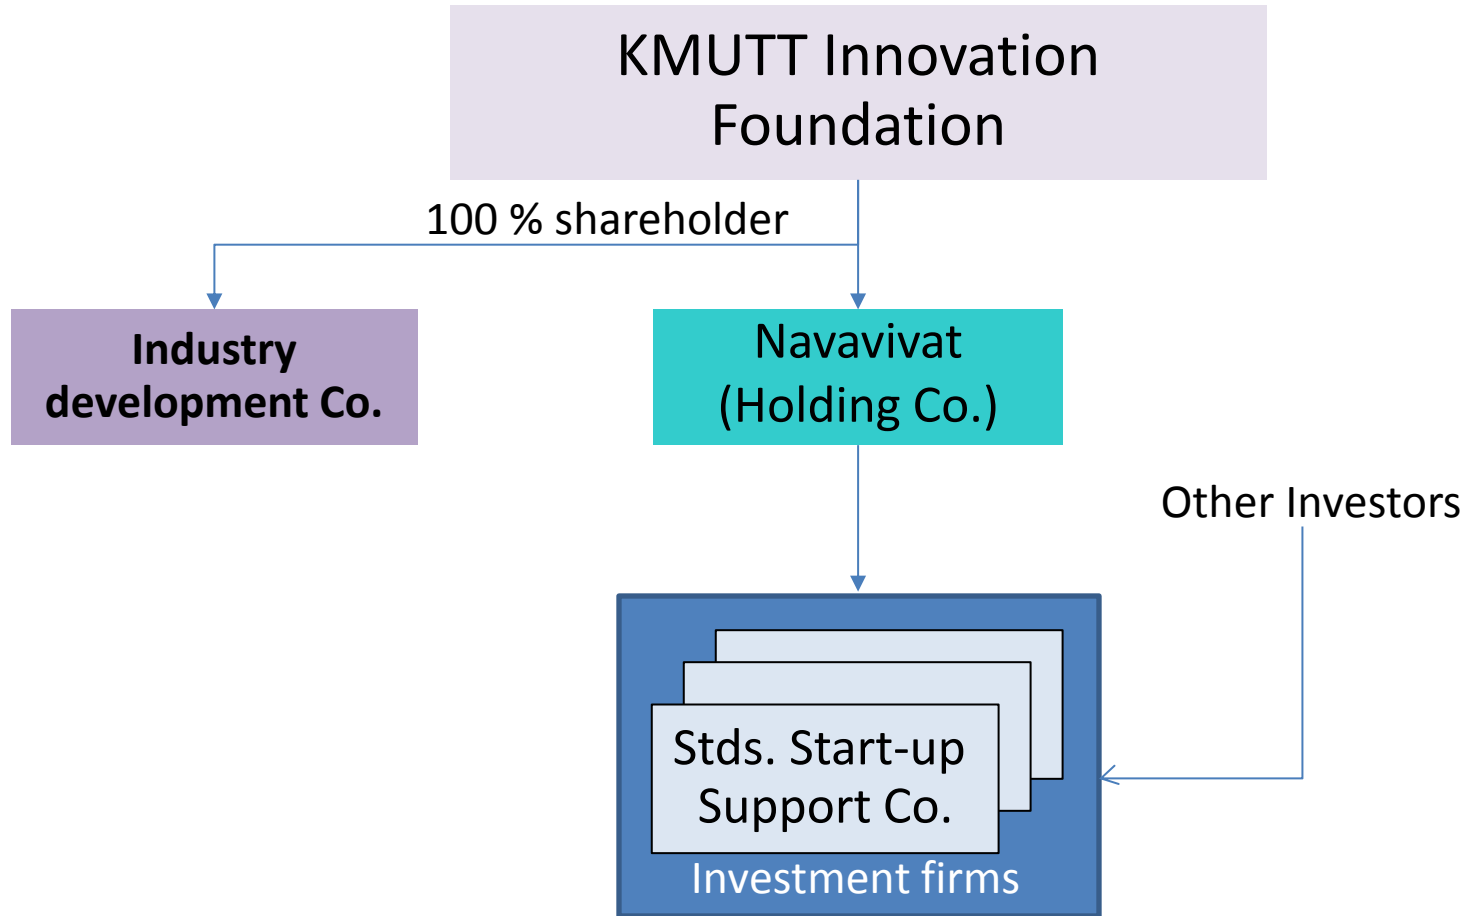 KMUTT Innovation
Foundation
100 % shareholder
Industry
development Co.
Navavivat
(Holding Co.)
Other Investors
Stds. Start-up
Support Co.
Investment firms